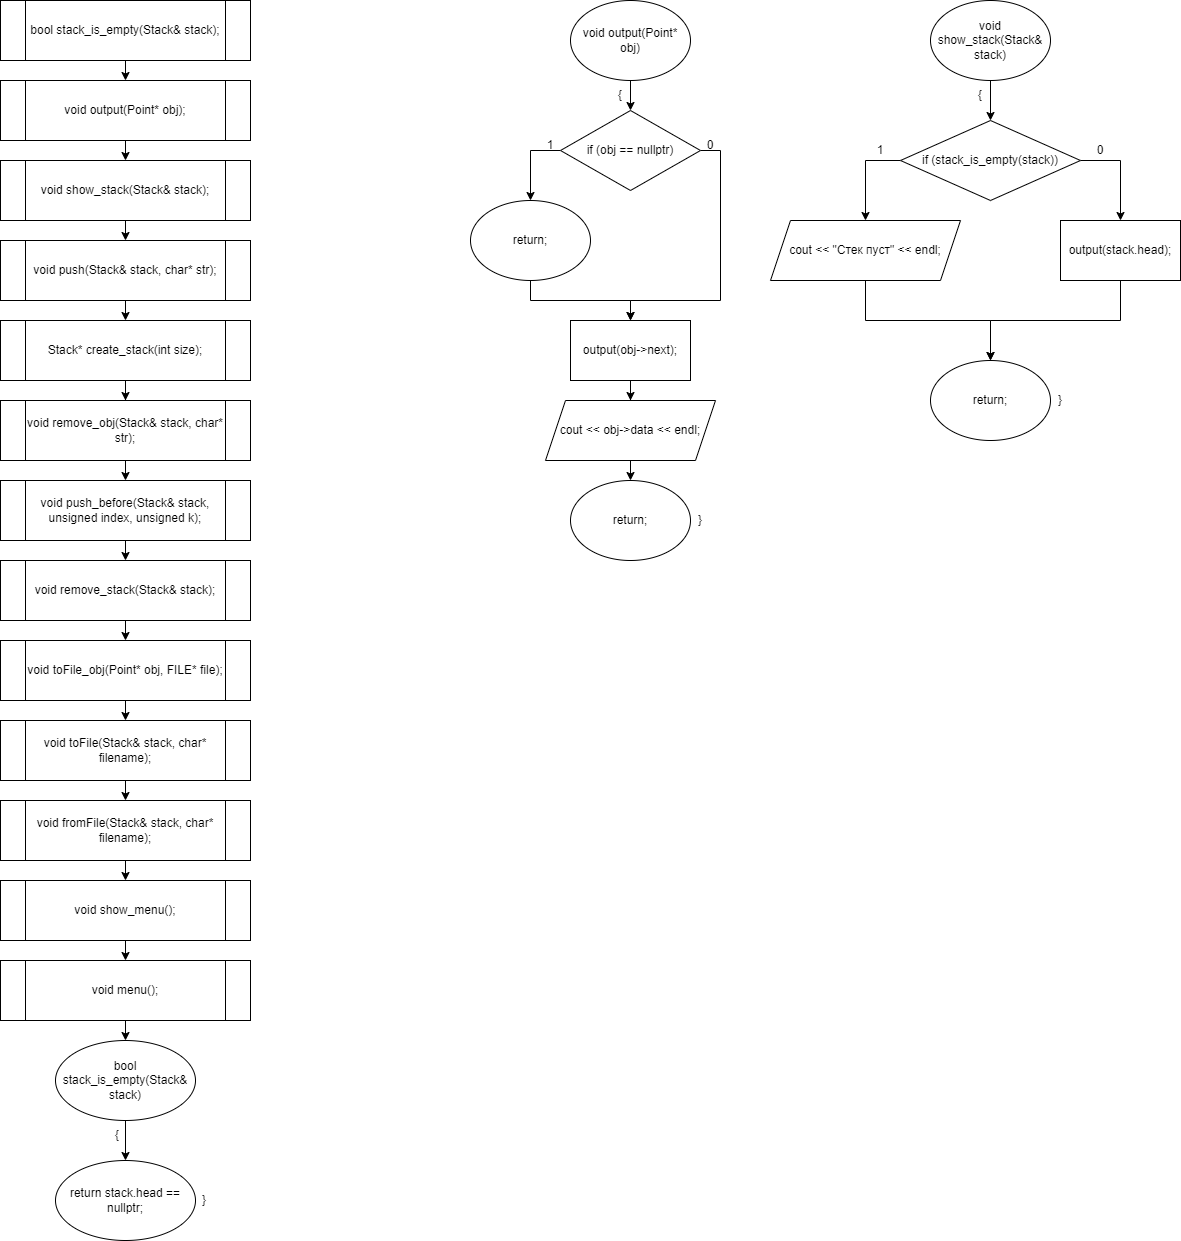 bool stack_is_empty(Stack& stack);
void output(Point* obj);
void show_stack(Stack& stack);
void push(Stack& stack, char* str);
Stack* create_stack(int size);
void remove_obj(Stack& stack, char*
str);
void push_before(Stack& stack,
unsigned index, unsigned k);
void remove_stack(Stack& stack);
void toFile_obj(Point* obj, FILE* file);
void toFile(Stack& stack, char*
filename);
void fromFile(Stack& stack, char*
filename);
void show_menu();
void menu();
bool
stack_is_empty(Stack&
stack)
{
return stack.head ==
nullptr;
}
void output(Point*
obj)
{
if (obj == nullptr)
1
0
return;
output(obj->next);
cout << obj->data << endl;
return;
}
void
show_stack(Stack&
stack)
{
if (stack_is_empty(stack))
1
0
cout << "Стек пуст" << endl;
output(stack.head);
return;
}